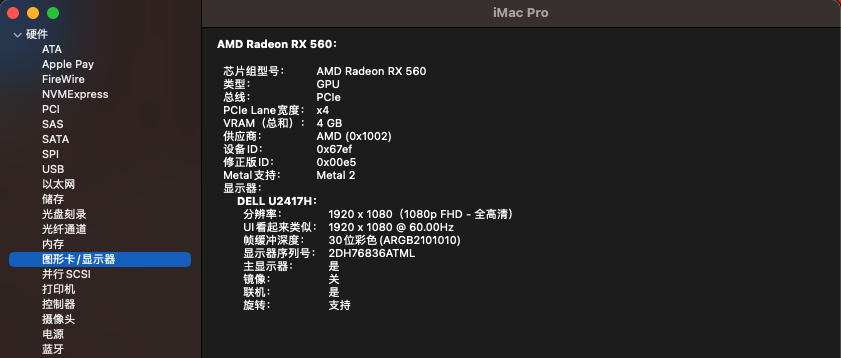 iMac Pro
硬件
ATA
Apple Pay
FireWire
NVMExpress
PCI
SAS
SATA
SPI
USB
以太网
储存
光盘刻录
光纤通道
内存
图形卡/显示器
并行SCSI
打印机
控制器
摄像头
电源
蓝牙
AMD Radeon RX 560：
芯片组型号： AMD Radeon RX 560
类型： GPU
总线： PCIe
PCIe Lane宽度： x4
VRAM（总和）： 4 GB
供应商： AMD (0x1002)
设备ID： 0x67ef
修正版ID： 0x00e5
Metal支持： Metal 2
显示器：
DELL U2417H：
分辨率： 1920 x 1080（1080p FHD - 全高清）
UI看起来类似： 1920 x 1080 @ 60.00Hz
帧缓冲深度： 30位彩色 (ARGB2101010)
显示器序列号： 2DH76836ATML
主显示器： 是
镜像： 关
联机： 是
旋转： 支持